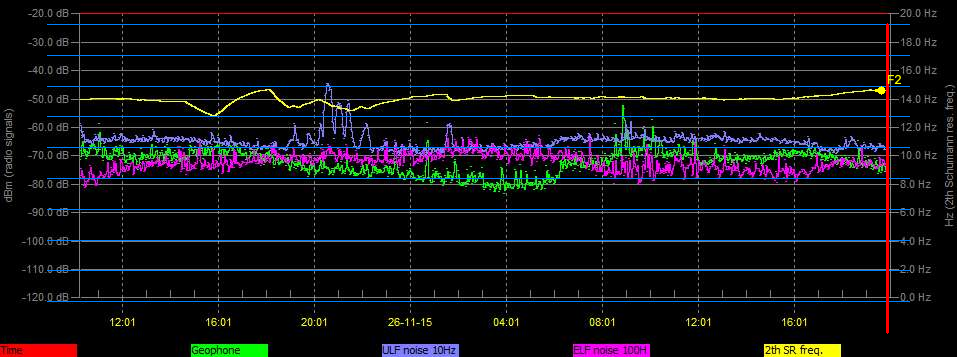 -20.0 dB 20.0 Hz
-30.0 dB 18.0 Hz
-40.0 dB 16.0 Hz
F2
-50.0 dB 14.0 Hz
-60.0 dB 12.0 Hz
-70.0 dB 10.0 Hz
-80.0 dB 8.0 Hz
-90.0 dB 6.0 Hz
-100.0 dB 4.0 Hz
-110.0 dB 2.0 Hz
-120.0 dB 0.0 Hz
dBm (radio signals)
Hz (2th Schumann res. freq.)
12:01 16:01 20:01 26-11-15 04:01 08:01 12:01 16:01
Time Geophone ULF noise 10Hz ELF noise 100H 2th SR freq.